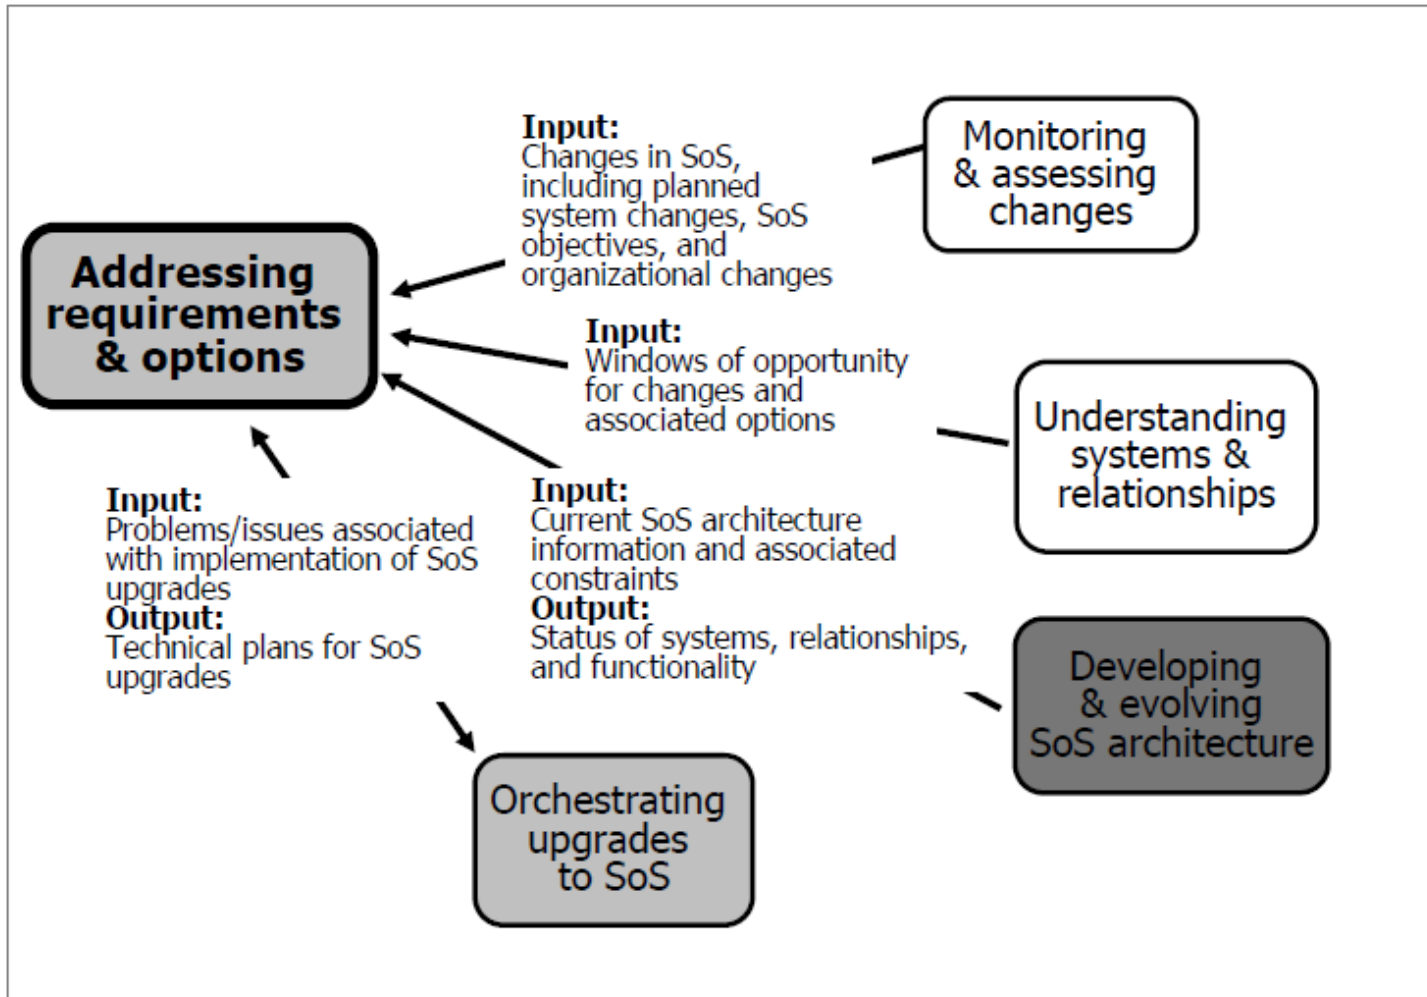 Addressing
requirements
& options
Input:
Changes in SoS,
including planned
system changes, SoS
objectives, and
organizational changes
Monitoring
& assessing
changes
Input:
Windows of opportunity
for changes and
associated options
Understanding
systems &
relationships
Input:
Problems/issues associated
with implementation of SoS
upgrades
Output:
Technical plans for SoS
upgrades
Input:
Current SoS architecture
information and associated
constraints
Output:
Status of systems, relationships,
and functionality
Developing
& evolving
SoS architecture
Orchestrating
upgrades
to SoS